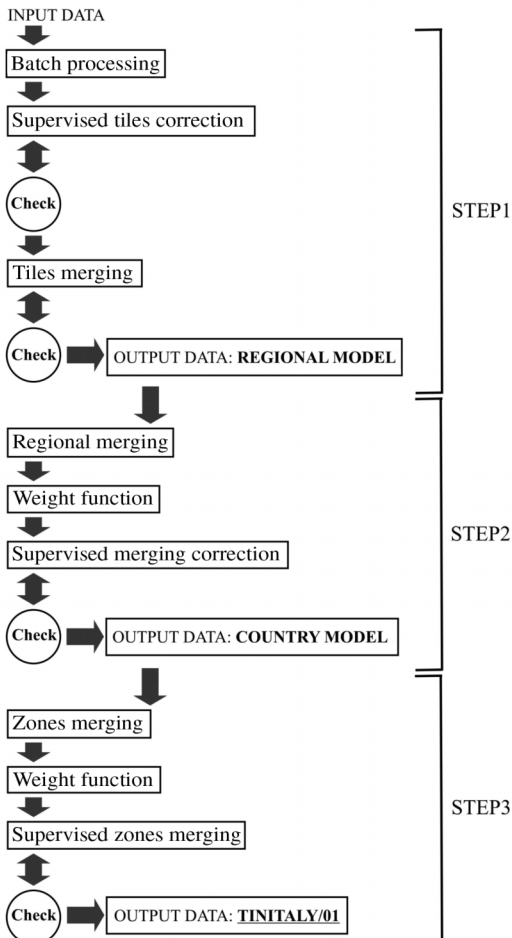 INPUT DATA
Batch processing
Supervised tiles correction
Check
Tiles merging
Check
OUTPUT DATA: REGIONAL MODEL
STEP1
Regional merging
Weight function
Supervised merging correction
Check
OUTPUT DATA: COUNTRY MODEL
STEP2
Zones merging
Weight function
Supervised zones merging
Check
OUTPUT DATA: TINITALY/01
STEP3